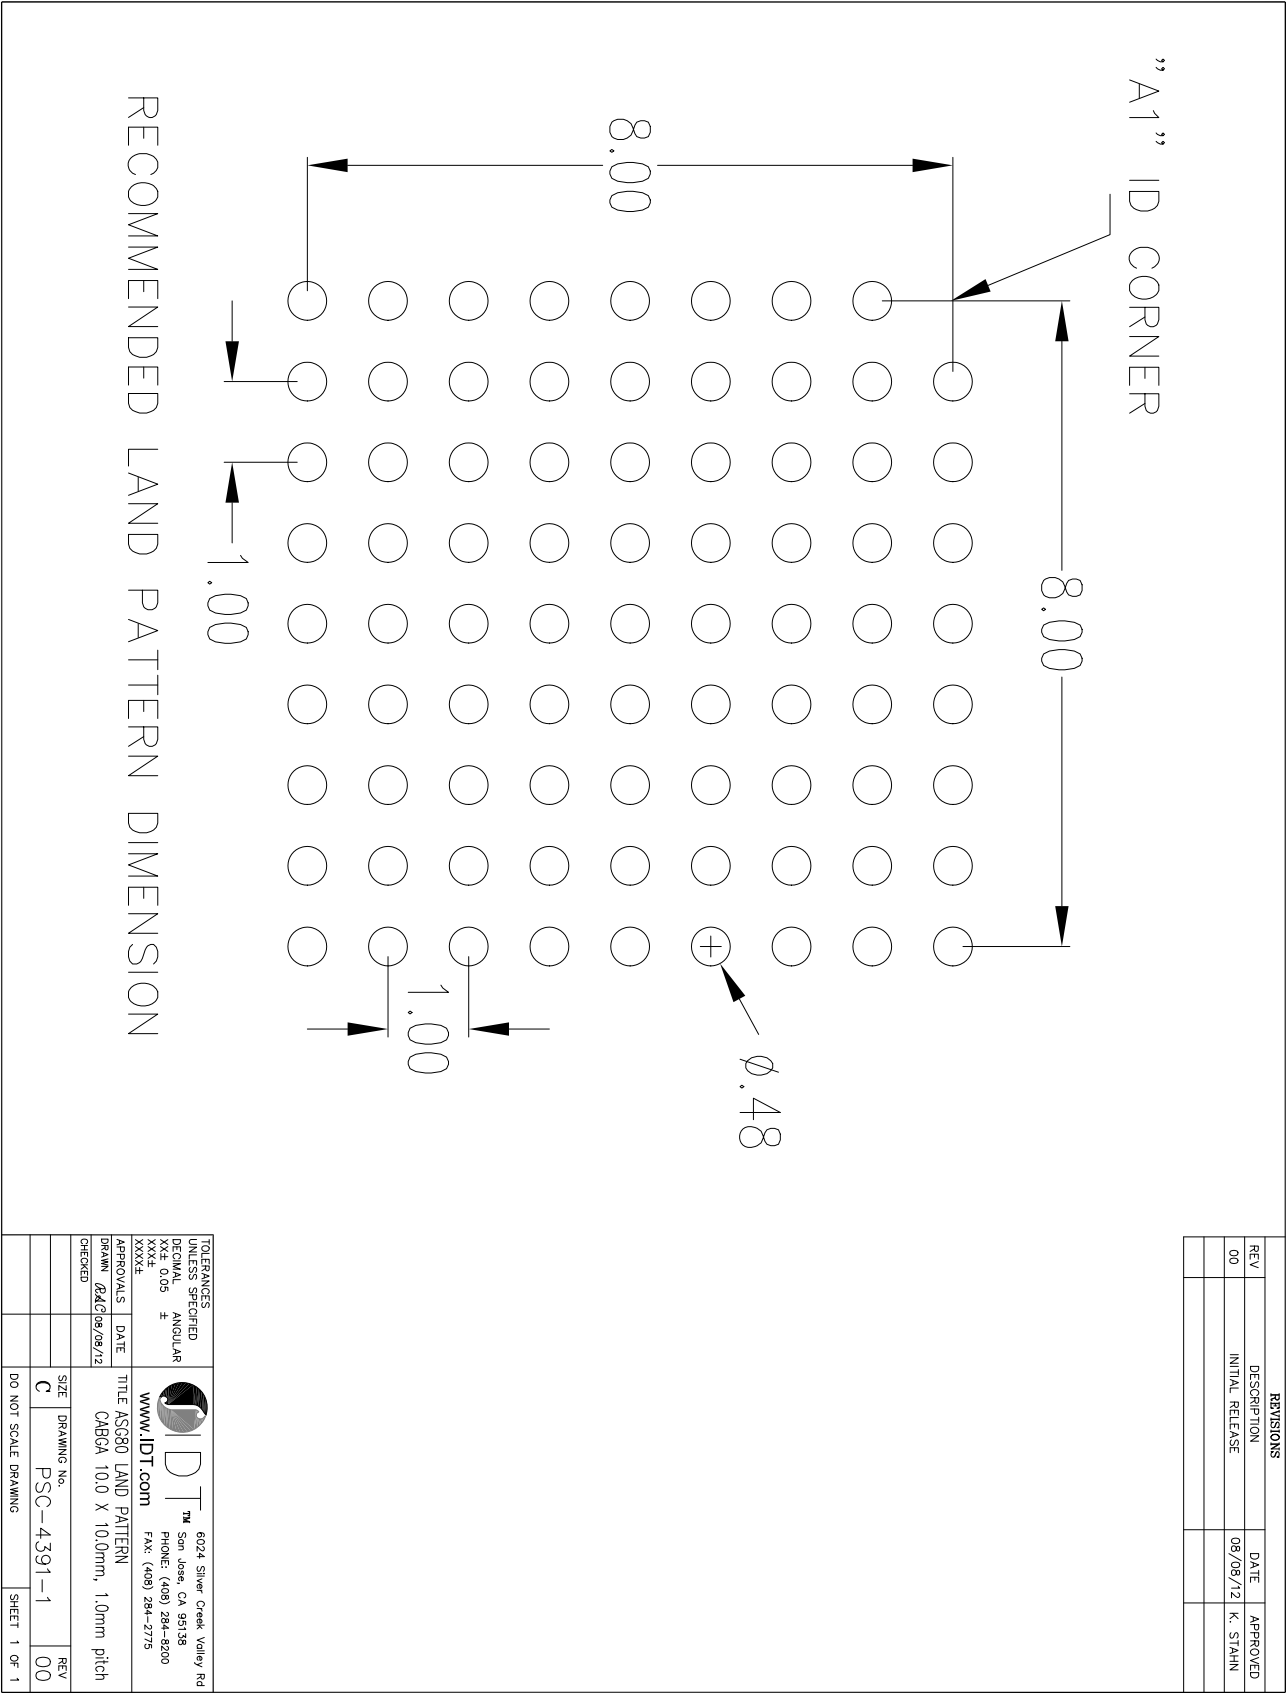 "A1" ID CORNER
8.00
8.00
1.00
1.00
Ø.48
RECOMMENDED LAND PATTERN DIMENSION
REVISIONS
REV DESCRIPTION DATE APPROVED
00 INITIAL RELEASE 08/08/12 K. STAHN
TOLERANCES
UNLESS SPECIFIED
DECIMAL ANGULAR
XX± 0.05 ±
XXX±
XXXX±
APPROVALS DATE
DRAWN RAC 08/08/12
CHECKED
IDT™
www.IDT.com
6024 Silver Creek Valley Rd
San Jose, CA 95138
PHONE: (408) 284-8200
FAX: (408) 284-2775
TITLE ASG80 LAND PATTERN
CABGA 10.0 X 10.0mm, 1.0mm pitch
SIZE DRAWING No. REV
C PSC-4391-1 00
DO NOT SCALE DRAWING SHEET 1 OF 1